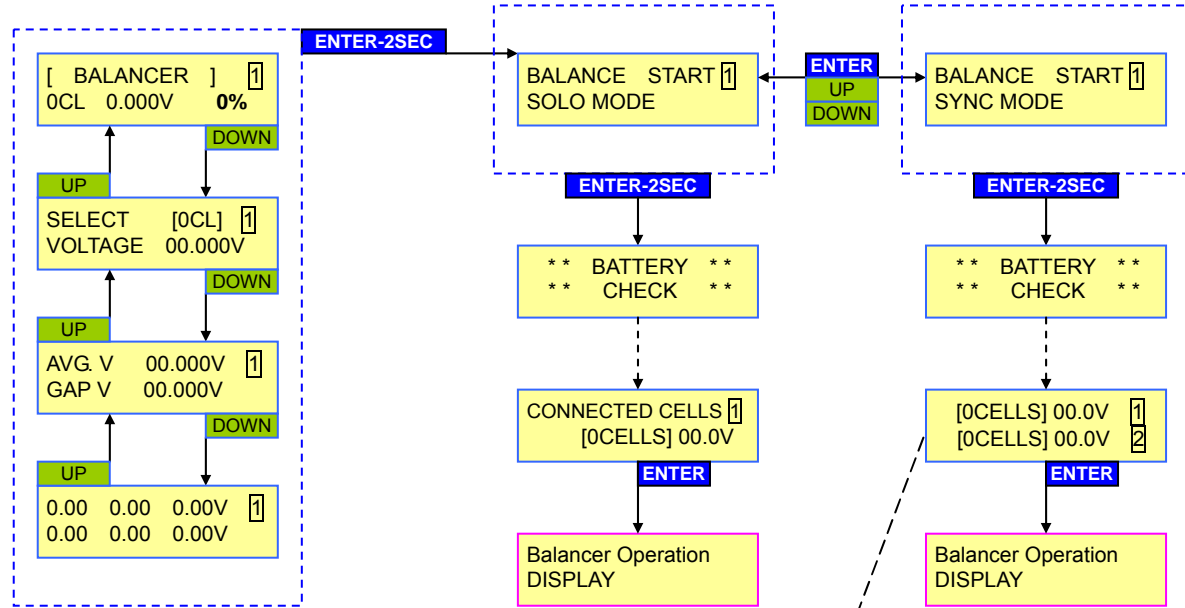 ENTER-2SEC
[ BALANCER ] 1
0CL 0.000V 0%
DOWN
UP
SELECT [0CL] 1
VOLTAGE 00.000V
DOWN
UP
AVG. V 00.000V 1
GAP V 00.000V
DOWN
UP
0.00 0.00 0.00V 1
0.00 0.00 0.00V
BALANCE START 1
SOLO MODE
ENTER
UP
DOWN
BALANCE START 1
SYNC MODE
ENTER-2SEC
** BATTERY **
** CHECK **
CONNECTED CELLS 1
[0CELLS] 00.0V
ENTER
Balancer Operation
DISPLAY
ENTER-2SEC
** BATTERY **
** CHECK **
[0CELLS] 00.0V 1
[0CELLS] 00.0V 2
ENTER
Balancer Operation
DISPLAY